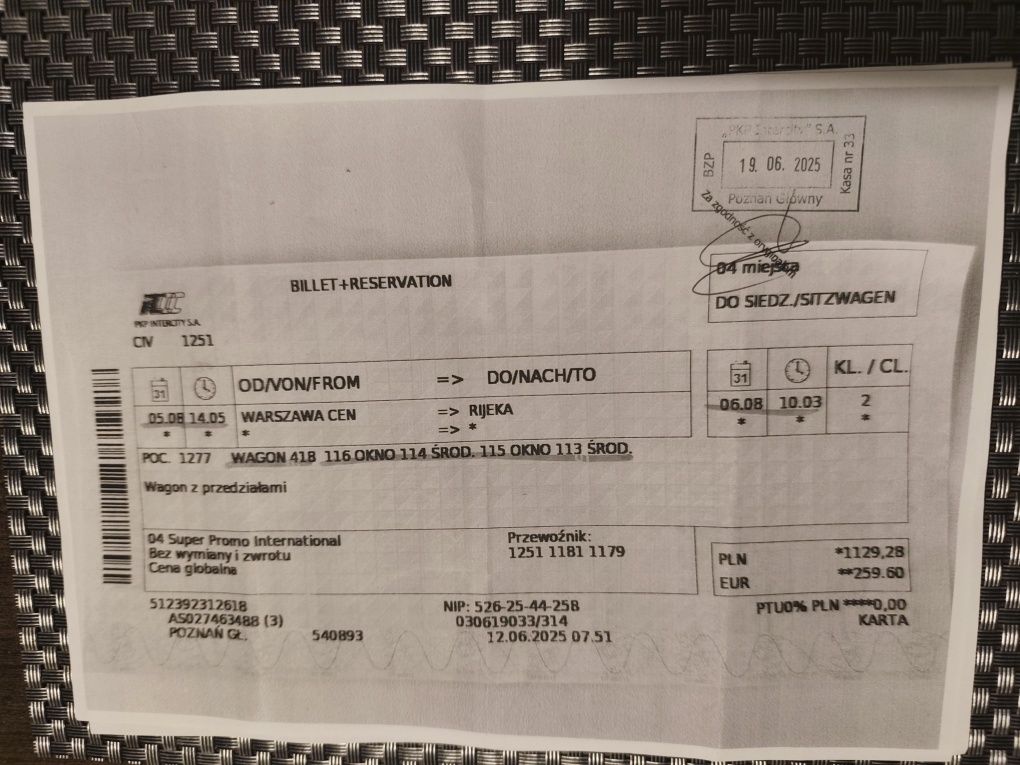 „PKP Intercity” S.A.
BZP
19. 06. 2025
Kasa nr 33
Poznań Główny
Za zgodność z oryginałem
BILLET+RESERVATION
04 miejsca
DO SIEDZ./SITZWAGEN
PKP INTERCITY S.A.
CIV 1251
31 OD/VON/FROM => DO/NACH/TO 31 KL. / CL.
05.08 14.05 WARSZAWA CEN => RIJEKA 06.08 10.03 2
* * * => * * * *
POC. 1277 WAGON 418 116 OKNO 114 ŚROD. 115 OKNO 113 ŚROD.
Wagon z przedziałami
04 Super Promo International
Bez wymiany i zwrotu
Cena globalna
Przewoźnik:
1251 1181 1179
PLN *1129,28
EUR **259.60
512392312618 NIP: 526-25-44-258 PTU0% PLN ****0,00
AS027463488 (3) 030619033/314 KARTA
POZNAŃ GŁ. 540893 12.06.2025 07.51